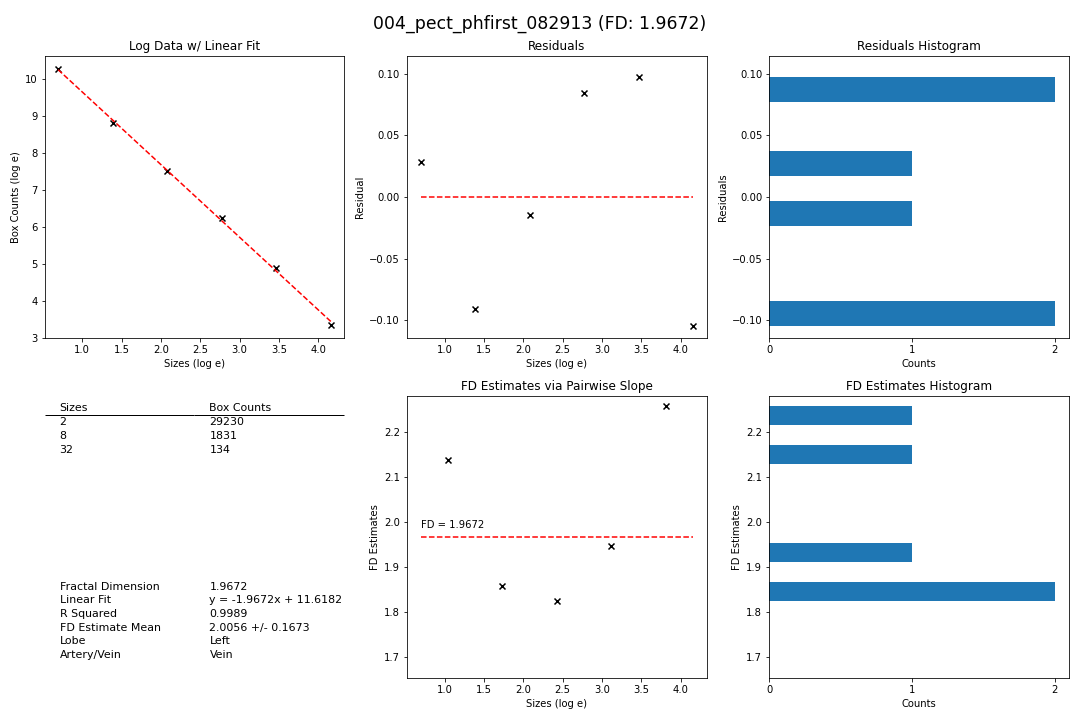 004_pect_phfirst_082913 (FD: 1.9672)
Log Data w/ Linear Fit
Box Counts (log e)
10
9
8
7
6
5
4
3
1.0 1.5 2.0 2.5 3.0 3.5 4.0
Sizes (log e)
Residuals
Residual
0.10
0.05
0.00
−0.05
−0.10
1.0 1.5 2.0 2.5 3.0 3.5 4.0
Sizes (log e)
Residuals Histogram
Residuals
0.10
0.05
0.00
−0.05
−0.10
0 1 2
Counts
Sizes Box Counts
2 29230
8 1831
32 134
Fractal Dimension 1.9672
Linear Fit y = -1.9672x + 11.6182
R Squared 0.9989
FD Estimate Mean 2.0056 +/- 0.1673
Lobe Left
Artery/Vein Vein
FD Estimates via Pairwise Slope
FD Estimates
2.2
2.1
2.0
1.9
1.8
1.7
FD = 1.9672
1.0 1.5 2.0 2.5 3.0 3.5 4.0
Sizes (log e)
FD Estimates Histogram
FD Estimates
2.2
2.1
2.0
1.9
1.8
1.7
0 1 2
Counts